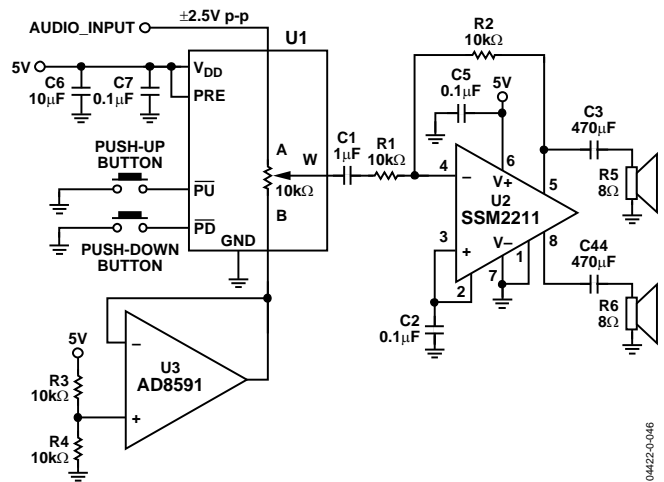 ±2.5V p-p
AUDIO_INPUT
U1
5V
C6
10µF
C7
0.1µF
VDD
PRE
PUSH-UP
BUTTON
PU
PD
PUSH-DOWN
BUTTON
GND
A
W
10kΩ
B
C1
1µF
R1
10kΩ
R2
10kΩ
C5
0.1µF
5V
6
4
–
V+
U2
SSM2211
5
3
+
V–
8
2
7
1
C2
0.1µF
C3
470µF
R5
8Ω
C44
470µF
R6
8Ω
–
U3
AD8591
+
5V
R3
10kΩ
R4
10kΩ
04422-0-046